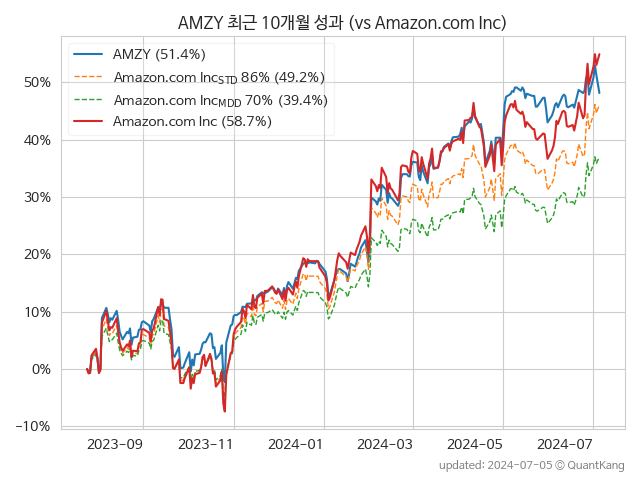 AMZY 최근 10개월 성과 (vs Amazon.com Inc)
AMZY (51.4%)
Amazon.com Inc_STD 86% (49.2%)
Amazon.com Inc_MDD 70% (39.4%)
Amazon.com Inc (58.7%)
50%
40%
30%
20%
10%
0%
−10%
2023-09
2023-11
2024-01
2024-03
2024-05
2024-07
updated: 2024-07-05 © QuantKang